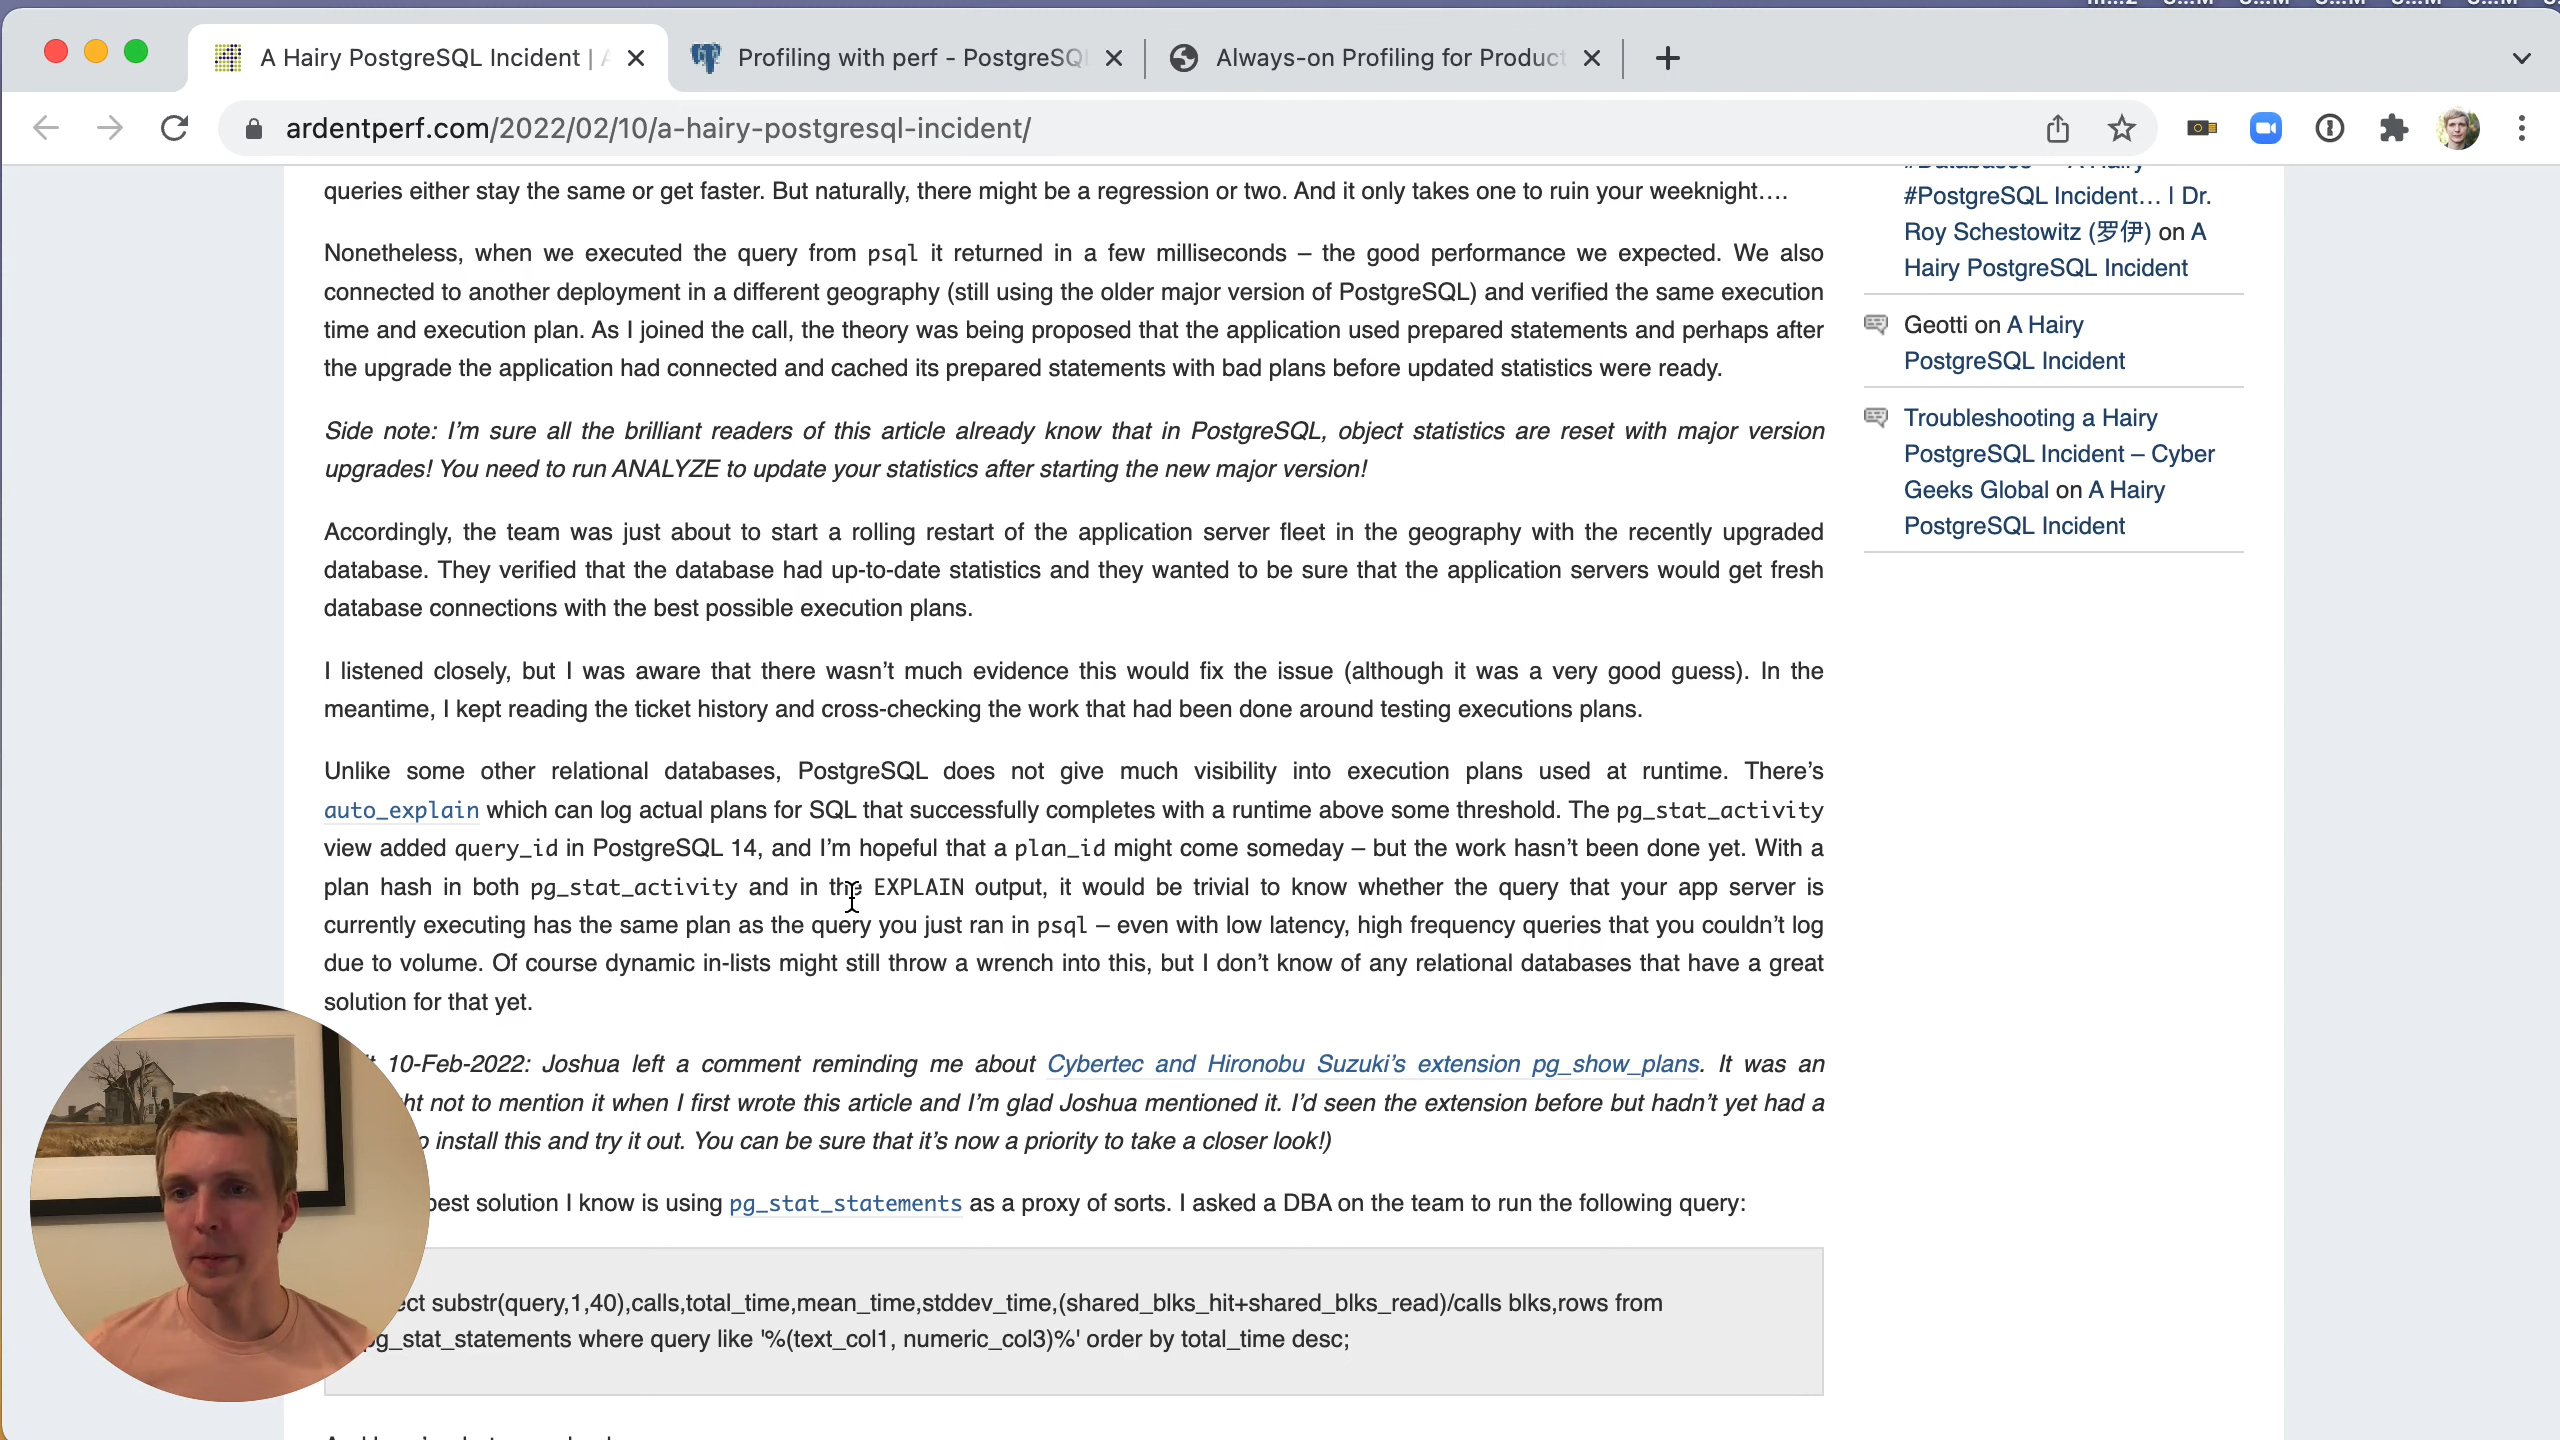 A Hairy PostgreSQL Incident |
Profiling with perf - PostgreSQL
Always-on Profiling for Product
ardentperf.com/2022/02/10/a-hairy-postgresql-incident/
queries either stay the same or get faster. But naturally, there might be a regression or two. And it only takes one to ruin your weeknight….
Nonetheless, when we executed the query from psql it returned in a few milliseconds – the good performance we expected. We also
connected to another deployment in a different geography (still using the older major version of PostgreSQL) and verified the same execution
time and execution plan. As I joined the call, the theory was being proposed that the application used prepared statements and perhaps after
the upgrade the application had connected and cached its prepared statements with bad plans before updated statistics were ready.
Side note: I’m sure all the brilliant readers of this article already know that in PostgreSQL, object statistics are reset with major version
upgrades! You need to run ANALYZE to update your statistics after starting the new major version!
Accordingly, the team was just about to start a rolling restart of the application server fleet in the geography with the recently upgraded
database. They verified that the database had up-to-date statistics and they wanted to be sure that the application servers would get fresh
database connections with the best possible execution plans.
I listened closely, but I was aware that there wasn’t much evidence this would fix the issue (although it was a very good guess). In the
meantime, I kept reading the ticket history and cross-checking the work that had been done around testing executions plans.
Unlike some other relational databases, PostgreSQL does not give much visibility into execution plans used at runtime. There’s
auto_explain which can log actual plans for SQL that successfully completes with a runtime above some threshold. The pg_stat_activity
view added query_id in PostgreSQL 14, and I’m hopeful that a plan_id might come someday – but the work hasn’t been done yet. With a
plan hash in both pg_stat_activity and in the EXPLAIN output, it would be trivial to know whether the query that your app server is
currently executing has the same plan as the query you just ran in psql – even with low latency, high frequency queries that you couldn’t log
due to volume. Of course dynamic in-lists might still throw a wrench into this, but I don’t know of any relational databases that have a great
solution for that yet.
10-Feb-2022: Joshua left a comment reminding me about Cybertec and Hironobu Suzuki’s extension pg_show_plans. It was an
not to mention it when I first wrote this article and I’m glad Joshua mentioned it. I’d seen the extension before but hadn’t yet had a
install this and try it out. You can be sure that it’s now a priority to take a closer look!)
best solution I know is using pg_stat_statements as a proxy of sorts. I asked a DBA on the team to run the following query:
substr(query,1,40),calls,total_time,mean_time,stddev_time,(shared_blks_hit+shared_blks_read)/calls blks,rows from
pg_stat_statements where query like '%(text_col1, numeric_col3)%' order by total_time desc;
#PostgreSQL Incident… | Dr.
Roy Schestowitz (罗伊) on A
Hairy PostgreSQL Incident
Geotti on A Hairy
PostgreSQL Incident
Troubleshooting a Hairy
PostgreSQL Incident – Cyber
Geeks Global on A Hairy
PostgreSQL Incident